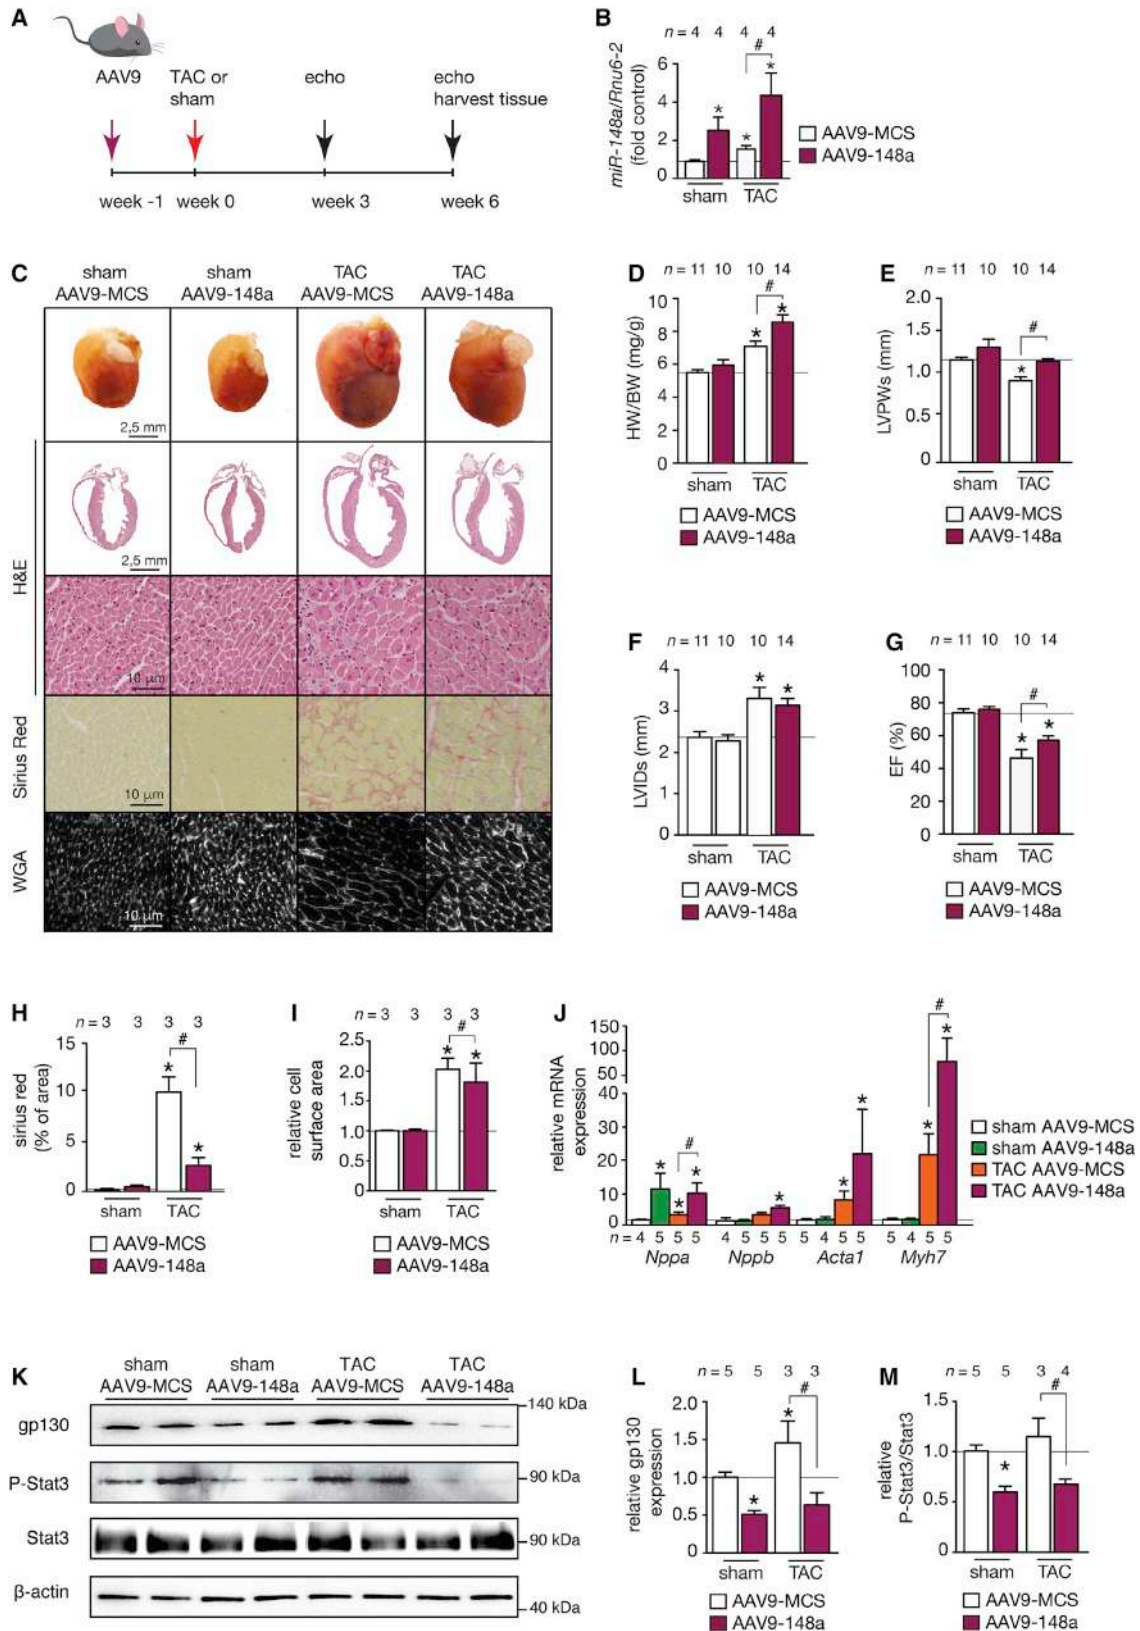 A
AAV9
TAC or
sham
echo
echo
harvest tissue
week -1
week 0
week 3
week 6
B
n = 4 4 4 4
#
* * *
miR-148a/Rnu6-2
(fold control)
6
4
2
0
sham
TAC
AAV9-MCS
AAV9-148a
C
sham
AAV9-MCS
sham
AAV9-148a
TAC
AAV9-MCS
TAC
AAV9-148a
2,5 mm
2,5 mm
H&E
10 µm
Sirius Red
10 µm
WGA
10 µm
D
n = 11 10 10 14
#
* *
HW/BW (mg/g)
10
8
6
4
2
0
sham
TAC
AAV9-MCS
AAV9-148a
E
n = 11 10 10 14
#
*
LVPWs (mm)
2.0
1.5
1.0
0.5
0
sham
TAC
AAV9-MCS
AAV9-148a
F
n = 11 10 10 14
* *
LVIDs (mm)
4
3
2
1
0
sham
TAC
AAV9-MCS
AAV9-148a
G
n = 11 10 10 14
#
* *
EF (%)
100
80
60
40
20
0
sham
TAC
AAV9-MCS
AAV9-148a
H
n = 3 3 3 3
#
* *
sirius red
(% of area)
15
10
5
0
sham
TAC
AAV9-MCS
AAV9-148a
I
n = 3 3 3 3
#
* *
relative cell
surface area
2.5
2.0
1.5
1.0
0.5
0
sham
TAC
AAV9-MCS
AAV9-148a
J
relative mRNA
expression
150
100
50
40
30
20
10
0
* * * # * * * * # *
n = 4 5 5 5 4 5 5 5 5 4 5 5 5 4 5 5
Nppa
Nppb
Acta1
Myh7
sham AAV9-MCS
sham AAV9-148a
TAC AAV9-MCS
TAC AAV9-148a
K
sham
AAV9-MCS
sham
AAV9-148a
TAC
AAV9-MCS
TAC
AAV9-148a
gp130
140 kDa
P-Stat3
90 kDa
Stat3
90 kDa
β-actin
40 kDa
L
n = 5 5 3 3
#
* *
relative gp130
expression
2.0
1.5
1.0
0.5
0
sham
TAC
AAV9-MCS
AAV9-148a
M
n = 5 5 3 4
#
*
relative
P-Stat3/Stat3
1.5
1.0
0.5
0
sham
TAC
AAV9-MCS
AAV9-148a